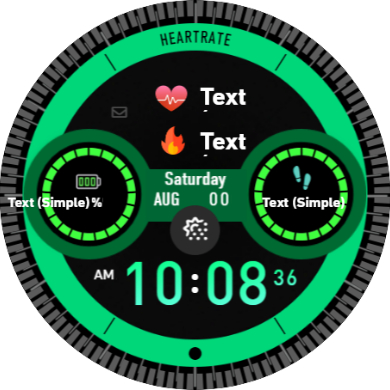 HEARTRATE
Text
Text
Saturday
AUG 00
Text (Simple)%
Text (Simple)
AM 10:08 36